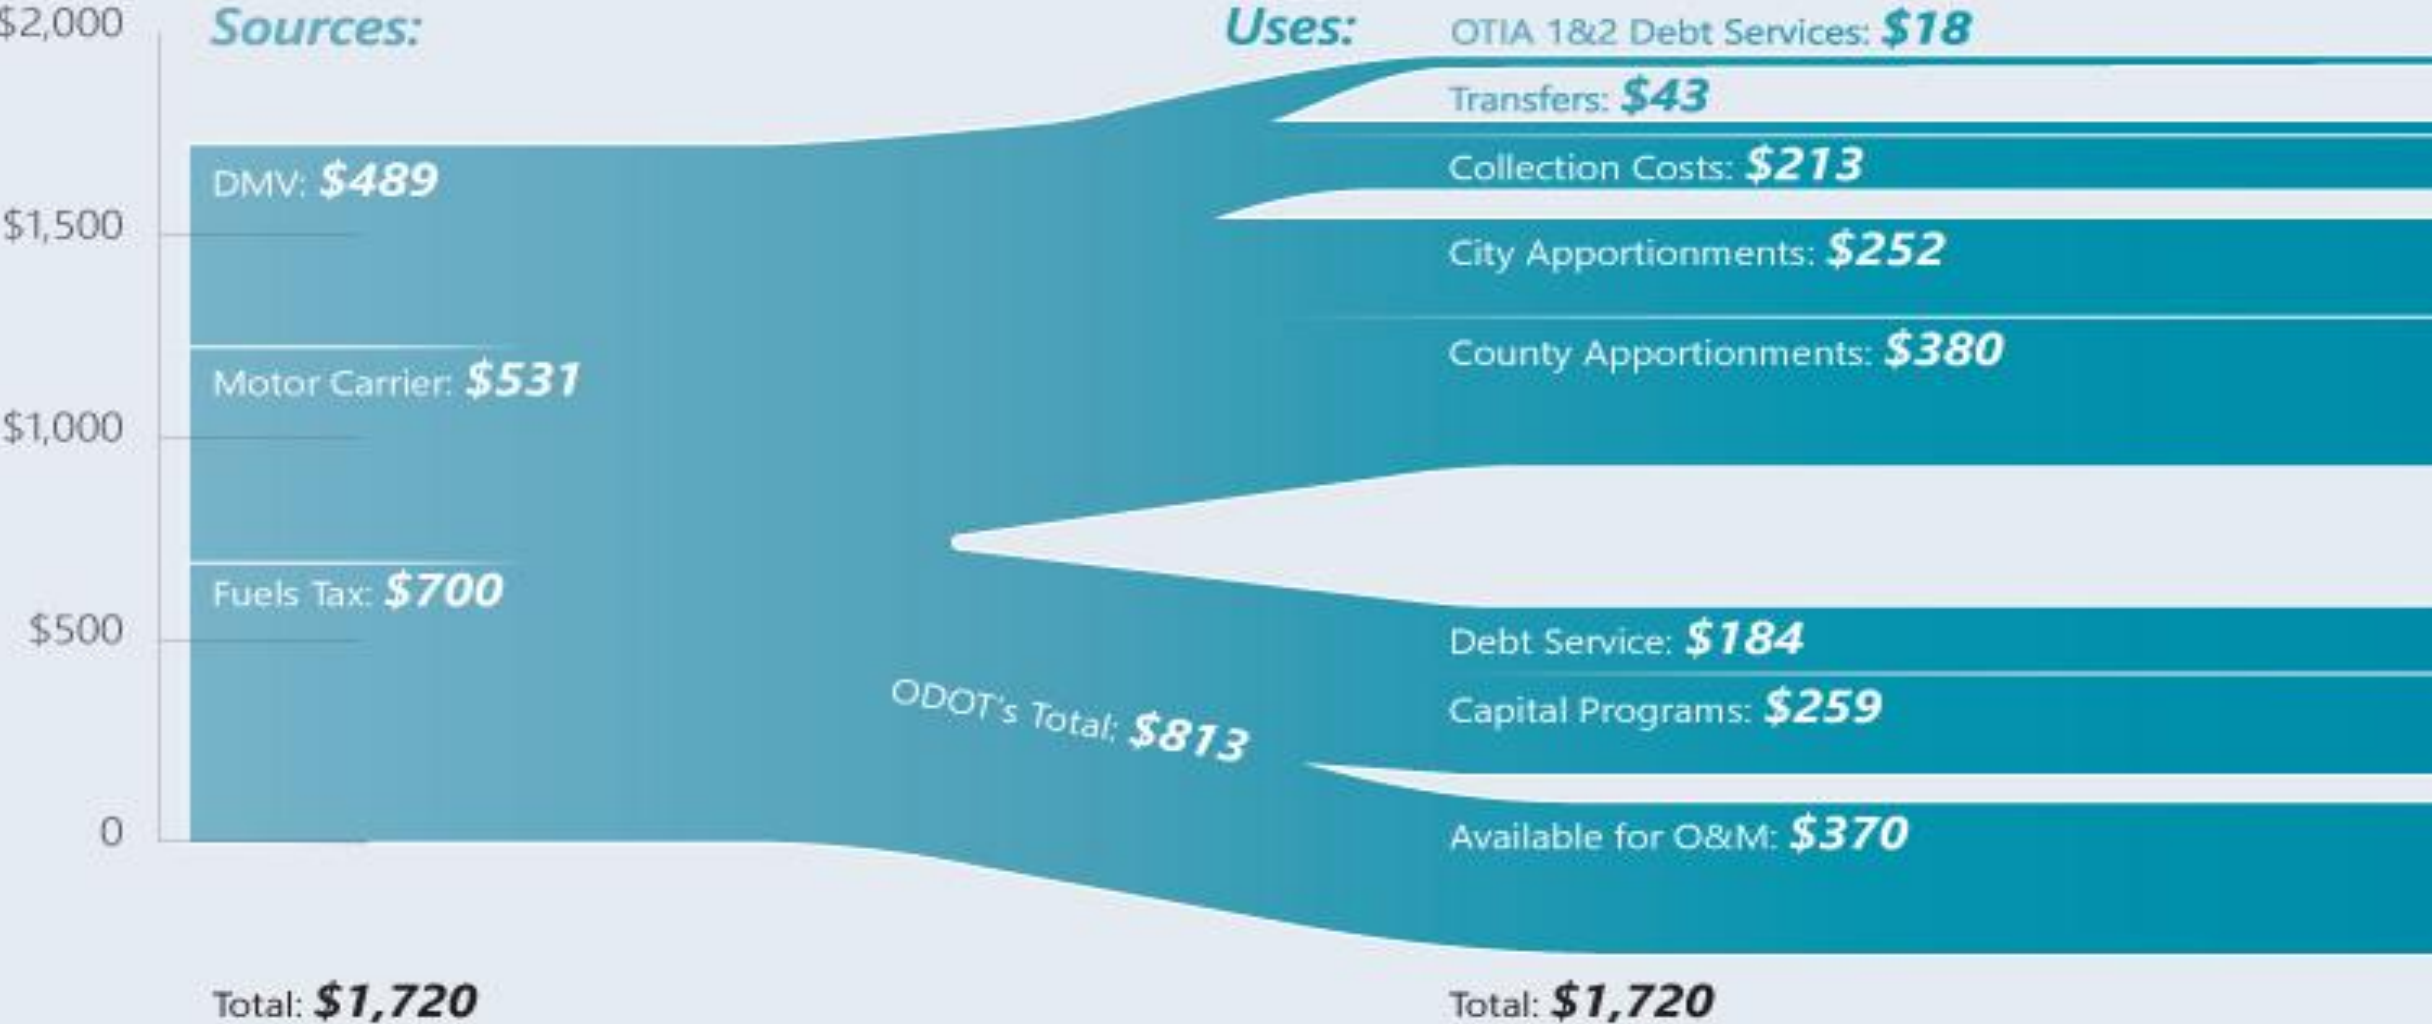 $2,000
Sources:
Uses:
OTIA 1&2 Debt Services: $18
Transfers: $43
DMV: $489
Collection Costs: $213
$1,500
City Apportionments: $252
County Apportionments: $380
Motor Carrier: $531
$1,000
Fuels Tax: $700
$500
Debt Service: $184
ODOT's Total: $813
Capital Programs: $259
0
Available for O&M: $370
Total: $1,720
Total: $1,720